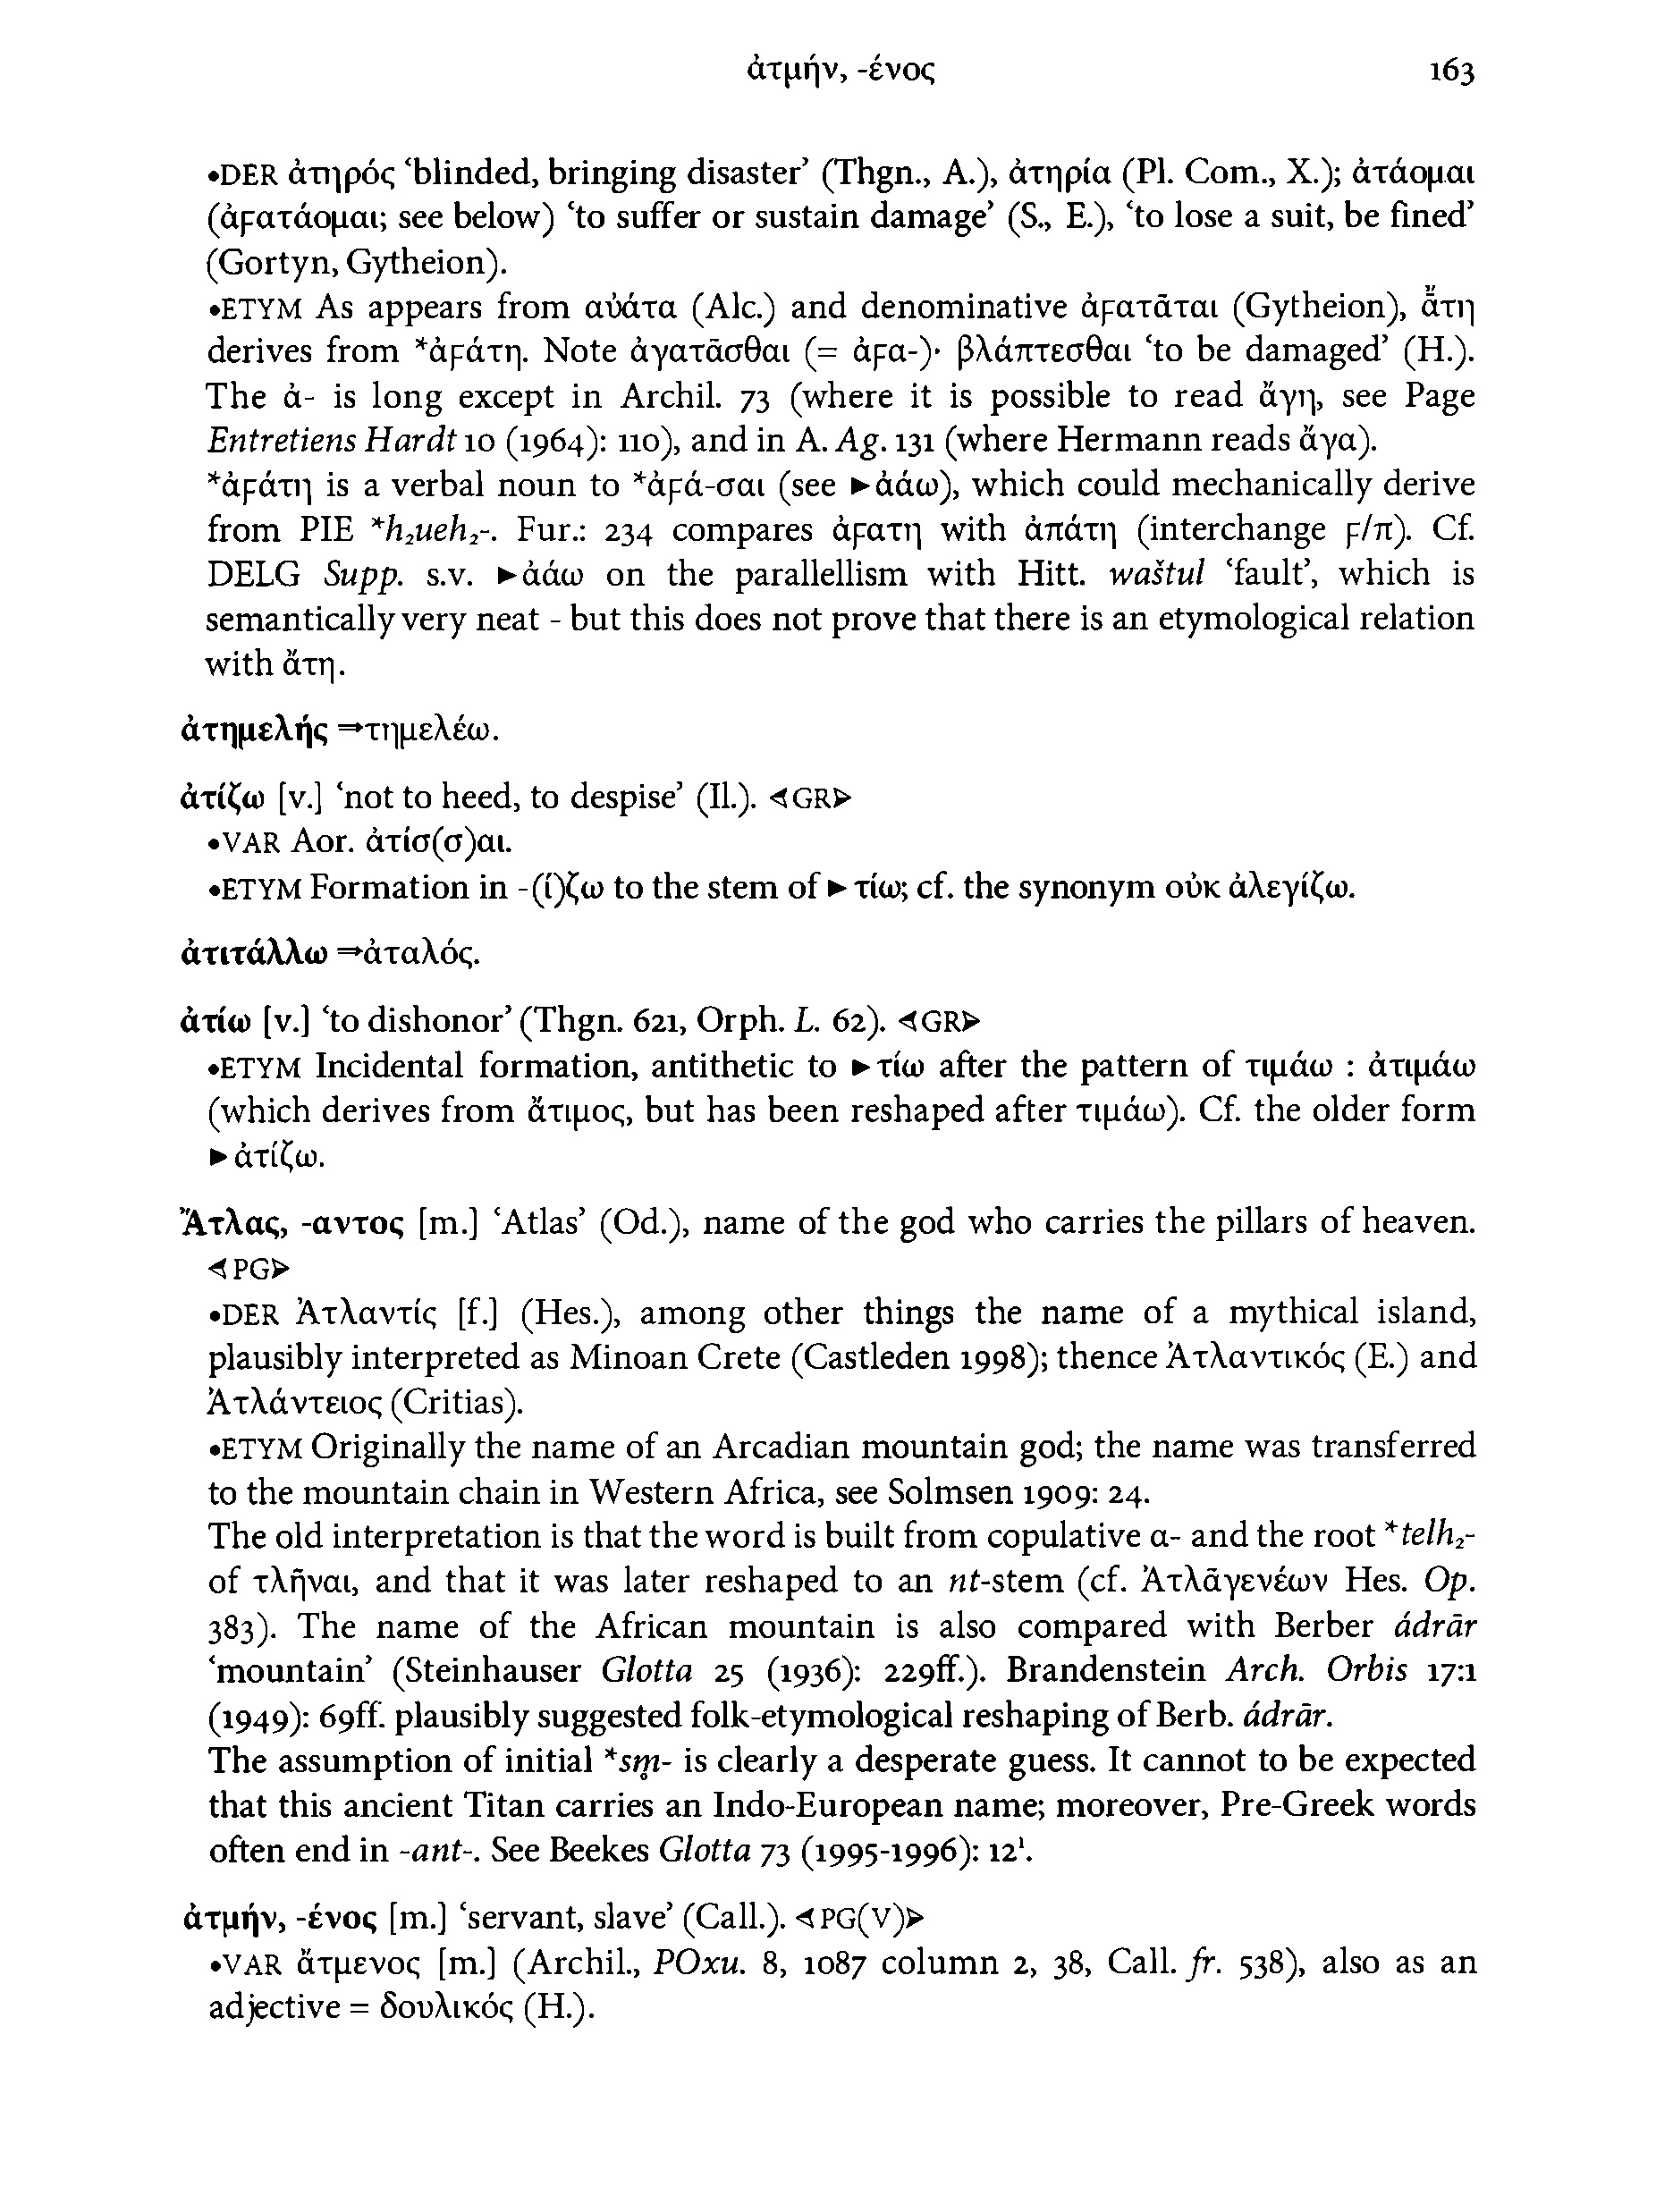 ἀτμήν, -ένος 163
•DER ἀτηρός ‘blinded, bringing disaster’ (Thgn., A.), ἀτηρία (Pl. Com., X.); ἀτάομαι
(ἀϝατάομαι; see below) ‘to suffer or sustain damage’ (S., E.), ‘to lose a suit, be fined’
(Gortyn, Gytheion).
•ETYM As appears from αὐάτα (Alc.) and denominative ἀϝατᾶται (Gytheion), ἄ̄τη
derives from *ἀϝάτη. Note ἀγατᾶσθαι (= ἀϝα-)· βλάπτεσθαι ‘to be damaged’ (H.).
The ἀ- is long except in Archil. 73 (where it is possible to read ἄγη, see Page
Entretiens Hardt 10 (1964): 110), and in A. Ag. 131 (where Hermann reads ἄγα).
*ἀϝάτη is a verbal noun to *ἀϝά-σαι (see ►ἀάω), which could mechanically derive
from PIE *h₂ueh₂-. Fur.: 234 compares ἀϝατη with ἀπάτη (interchange ϝ/π). Cf.
DELG Supp. s.v. ►ἀάω on the parallellism with Hitt. waštul ‘fault’, which is
semantically very neat - but this does not prove that there is an etymological relation
with ἄτη.
ἀτημελής ⇒τημελέω.
ἀτίζω [v.] ‘not to heed, to despise’ (Il.). ◁GR▷
•VAR Aor. ἀτίσ(σ)αι.
•ETYM Formation in -(ί)ζω to the stem of ►τίω; cf. the synonym οὐκ ἀλεγίζω.
ἀτιτάλλω ⇒ἀταλός.
ἀτίω [v.] ‘to dishonor’ (Thgn. 621, Orph. L. 62). ◁GR▷
•ETYM Incidental formation, antithetic to ►τίω after the pattern of τιμάω : ἀτιμάω
(which derives from ἄτιμος, but has been reshaped after τιμάω). Cf. the older form
►ἀτίζω.
Ἄτλας, -αντος [m.] ‘Atlas’ (Od.), name of the god who carries the pillars of heaven.
◁PG▷
•DER Ἀτλαντίς [f.] (Hes.), among other things the name of a mythical island,
plausibly interpreted as Minoan Crete (Castleden 1998); thence Ἀτλαντικός (E.) and
Ἀτλάντειος (Critias).
•ETYM Originally the name of an Arcadian mountain god; the name was transferred
to the mountain chain in Western Africa, see Solmsen 1909: 24.
The old interpretation is that the word is built from copulative α- and the root *telh₂-
of τλῆναι, and that it was later reshaped to an nt-stem (cf. Ἀτλᾱγενέων Hes. Op.
383). The name of the African mountain is also compared with Berber ádrār
‘mountain’ (Steinhauser Glotta 25 (1936): 229ff.). Brandenstein Arch. Orbis 17:1
(1949): 69ff. plausibly suggested folk-etymological reshaping of Berb. ádrār.
The assumption of initial *sm̥- is clearly a desperate guess. It cannot to be expected
that this ancient Titan carries an Indo-European name; moreover, Pre-Greek words
often end in -ant-. See Beekes Glotta 73 (1995-1996): 12¹.
ἀτμήν, -ένος [m.] ‘servant, slave’ (Call.). ◁PG(V)▷
•VAR ἄτμενος [m.] (Archil., POxu. 8, 1087 column 2, 38, Call. fr. 538), also as an
adjective = δουλικός (H.).